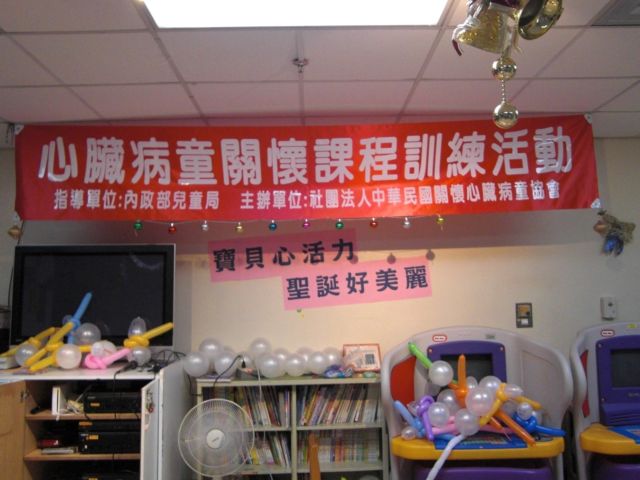 心臟病童關懷課程訓練活動
指導單位:內政部兒童局 主辦單位:社團法人中華民國關懷心臟病童協會
寶貝心活力
聖誕好美麗